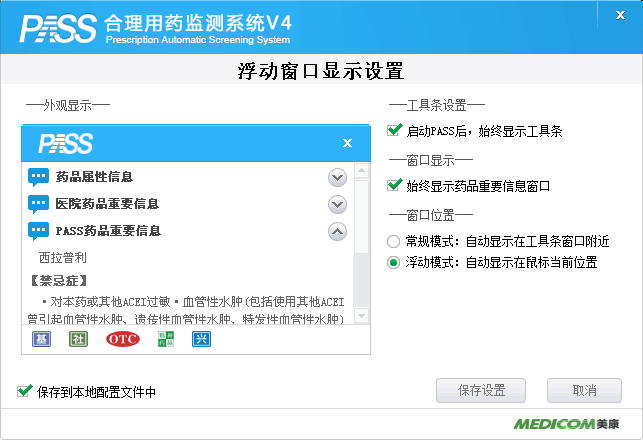 PASS 合理用药监测系统V4
Prescription Automatic Screening System
浮动窗口显示设置
外观显示
PASS
药品属性信息
医院药品重要信息
PASS药品重要信息
西拉普利
【禁忌症】
·对本药或其他ACEI过敏·血管性水肿(包括使用其他ACEI
曾引起血管性水肿、遗传性血管性水肿、特发性血管性水肿)
基 社 OTC 兴
工具条设置
启动PASS后，始终显示工具条
窗口显示
始终显示药品重要信息窗口
窗口位置
常规模式：自动显示在工具条窗口附近
浮动模式：自动显示在鼠标当前位置
保存到本地配置文件中
保存设置
取消
MEDICOM美康